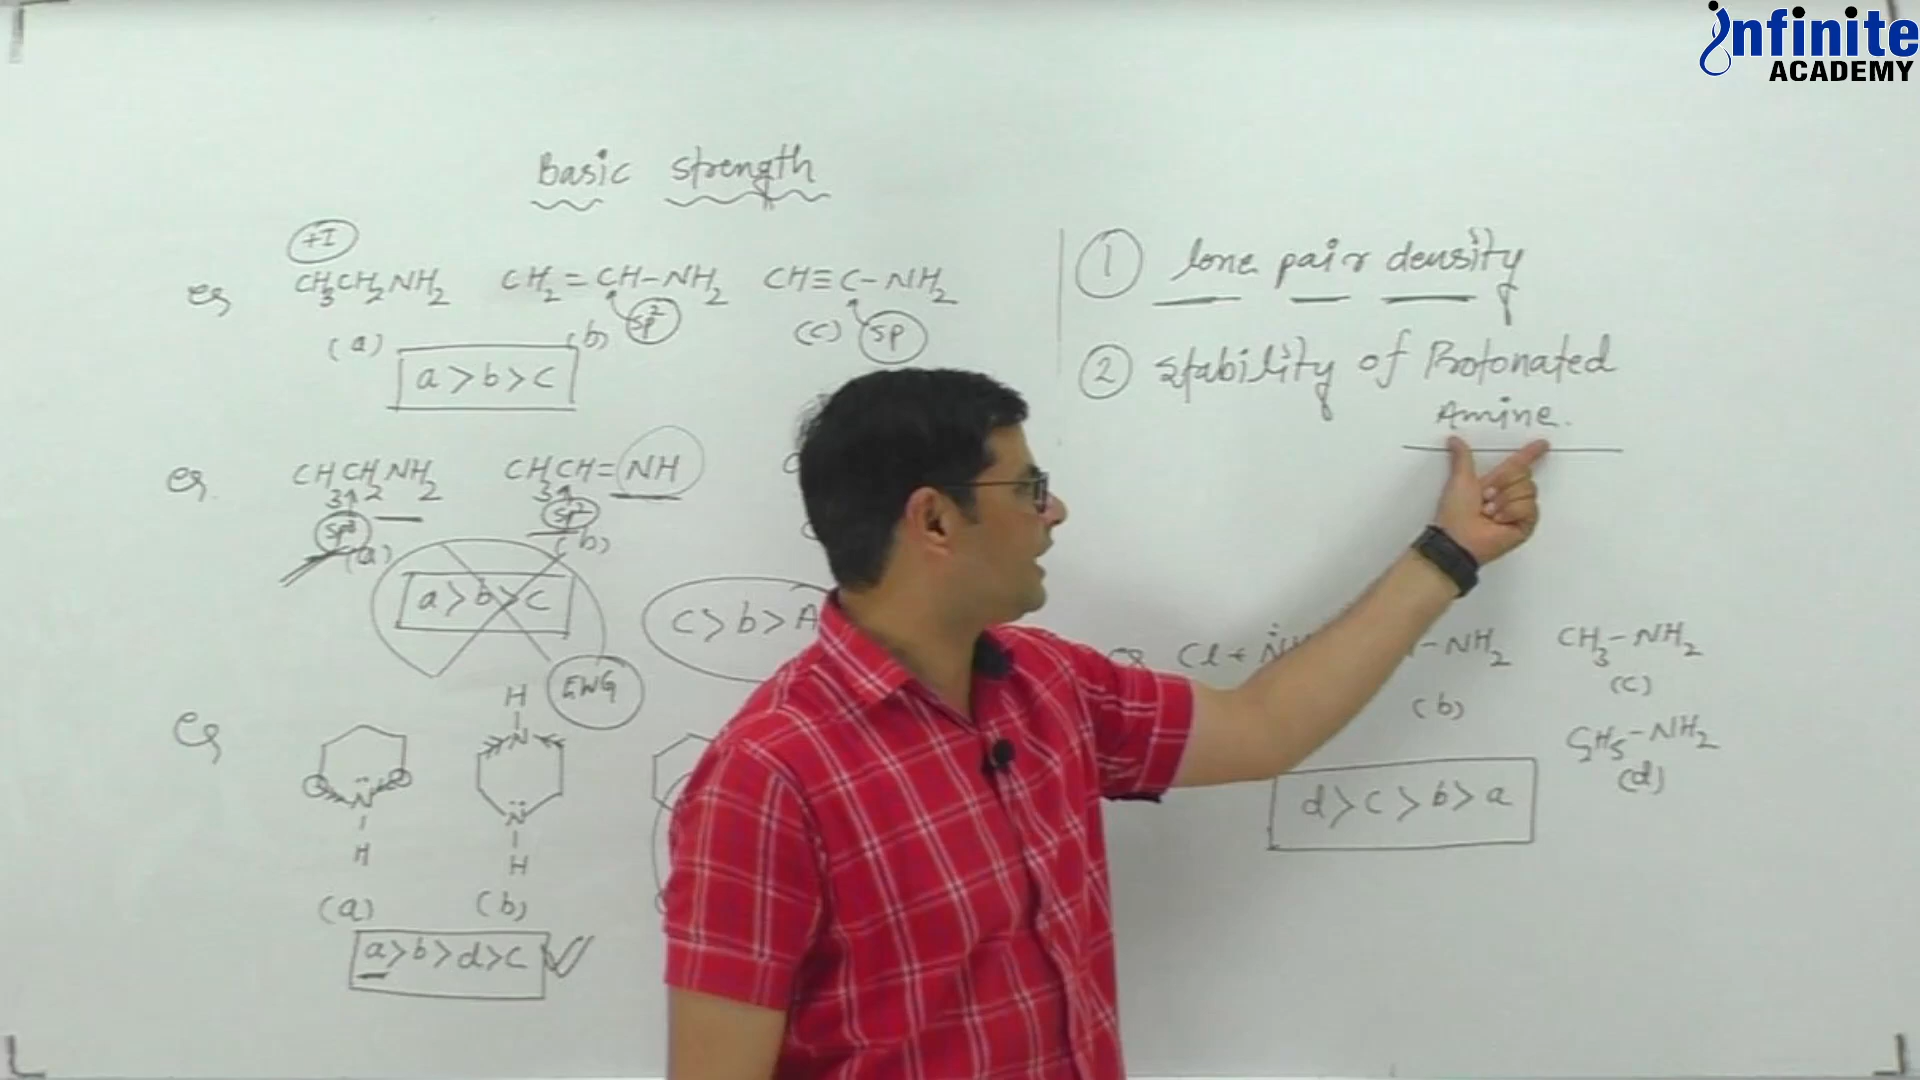 infinite
ACADEMY
Basic strength
+I
eg CH3CH2NH2 CH2=CH-NH2 CH≡C-NH2
(a) (b) sp2 (c) sp
a>b>c
eg. CH3CH2NH2 CH3CH=NH
sp3 (a) sp2 (b)
a>b>c
c>b>A
EWG
eg
N
H
(a)
H
N
N
H
(b)
a>b>d>c
1 lone pair density
2 stability of Protonated
Amine.
-NH2 CH3-NH2
(b) (c)
C2H5-NH2
(d)
d>c>b>a